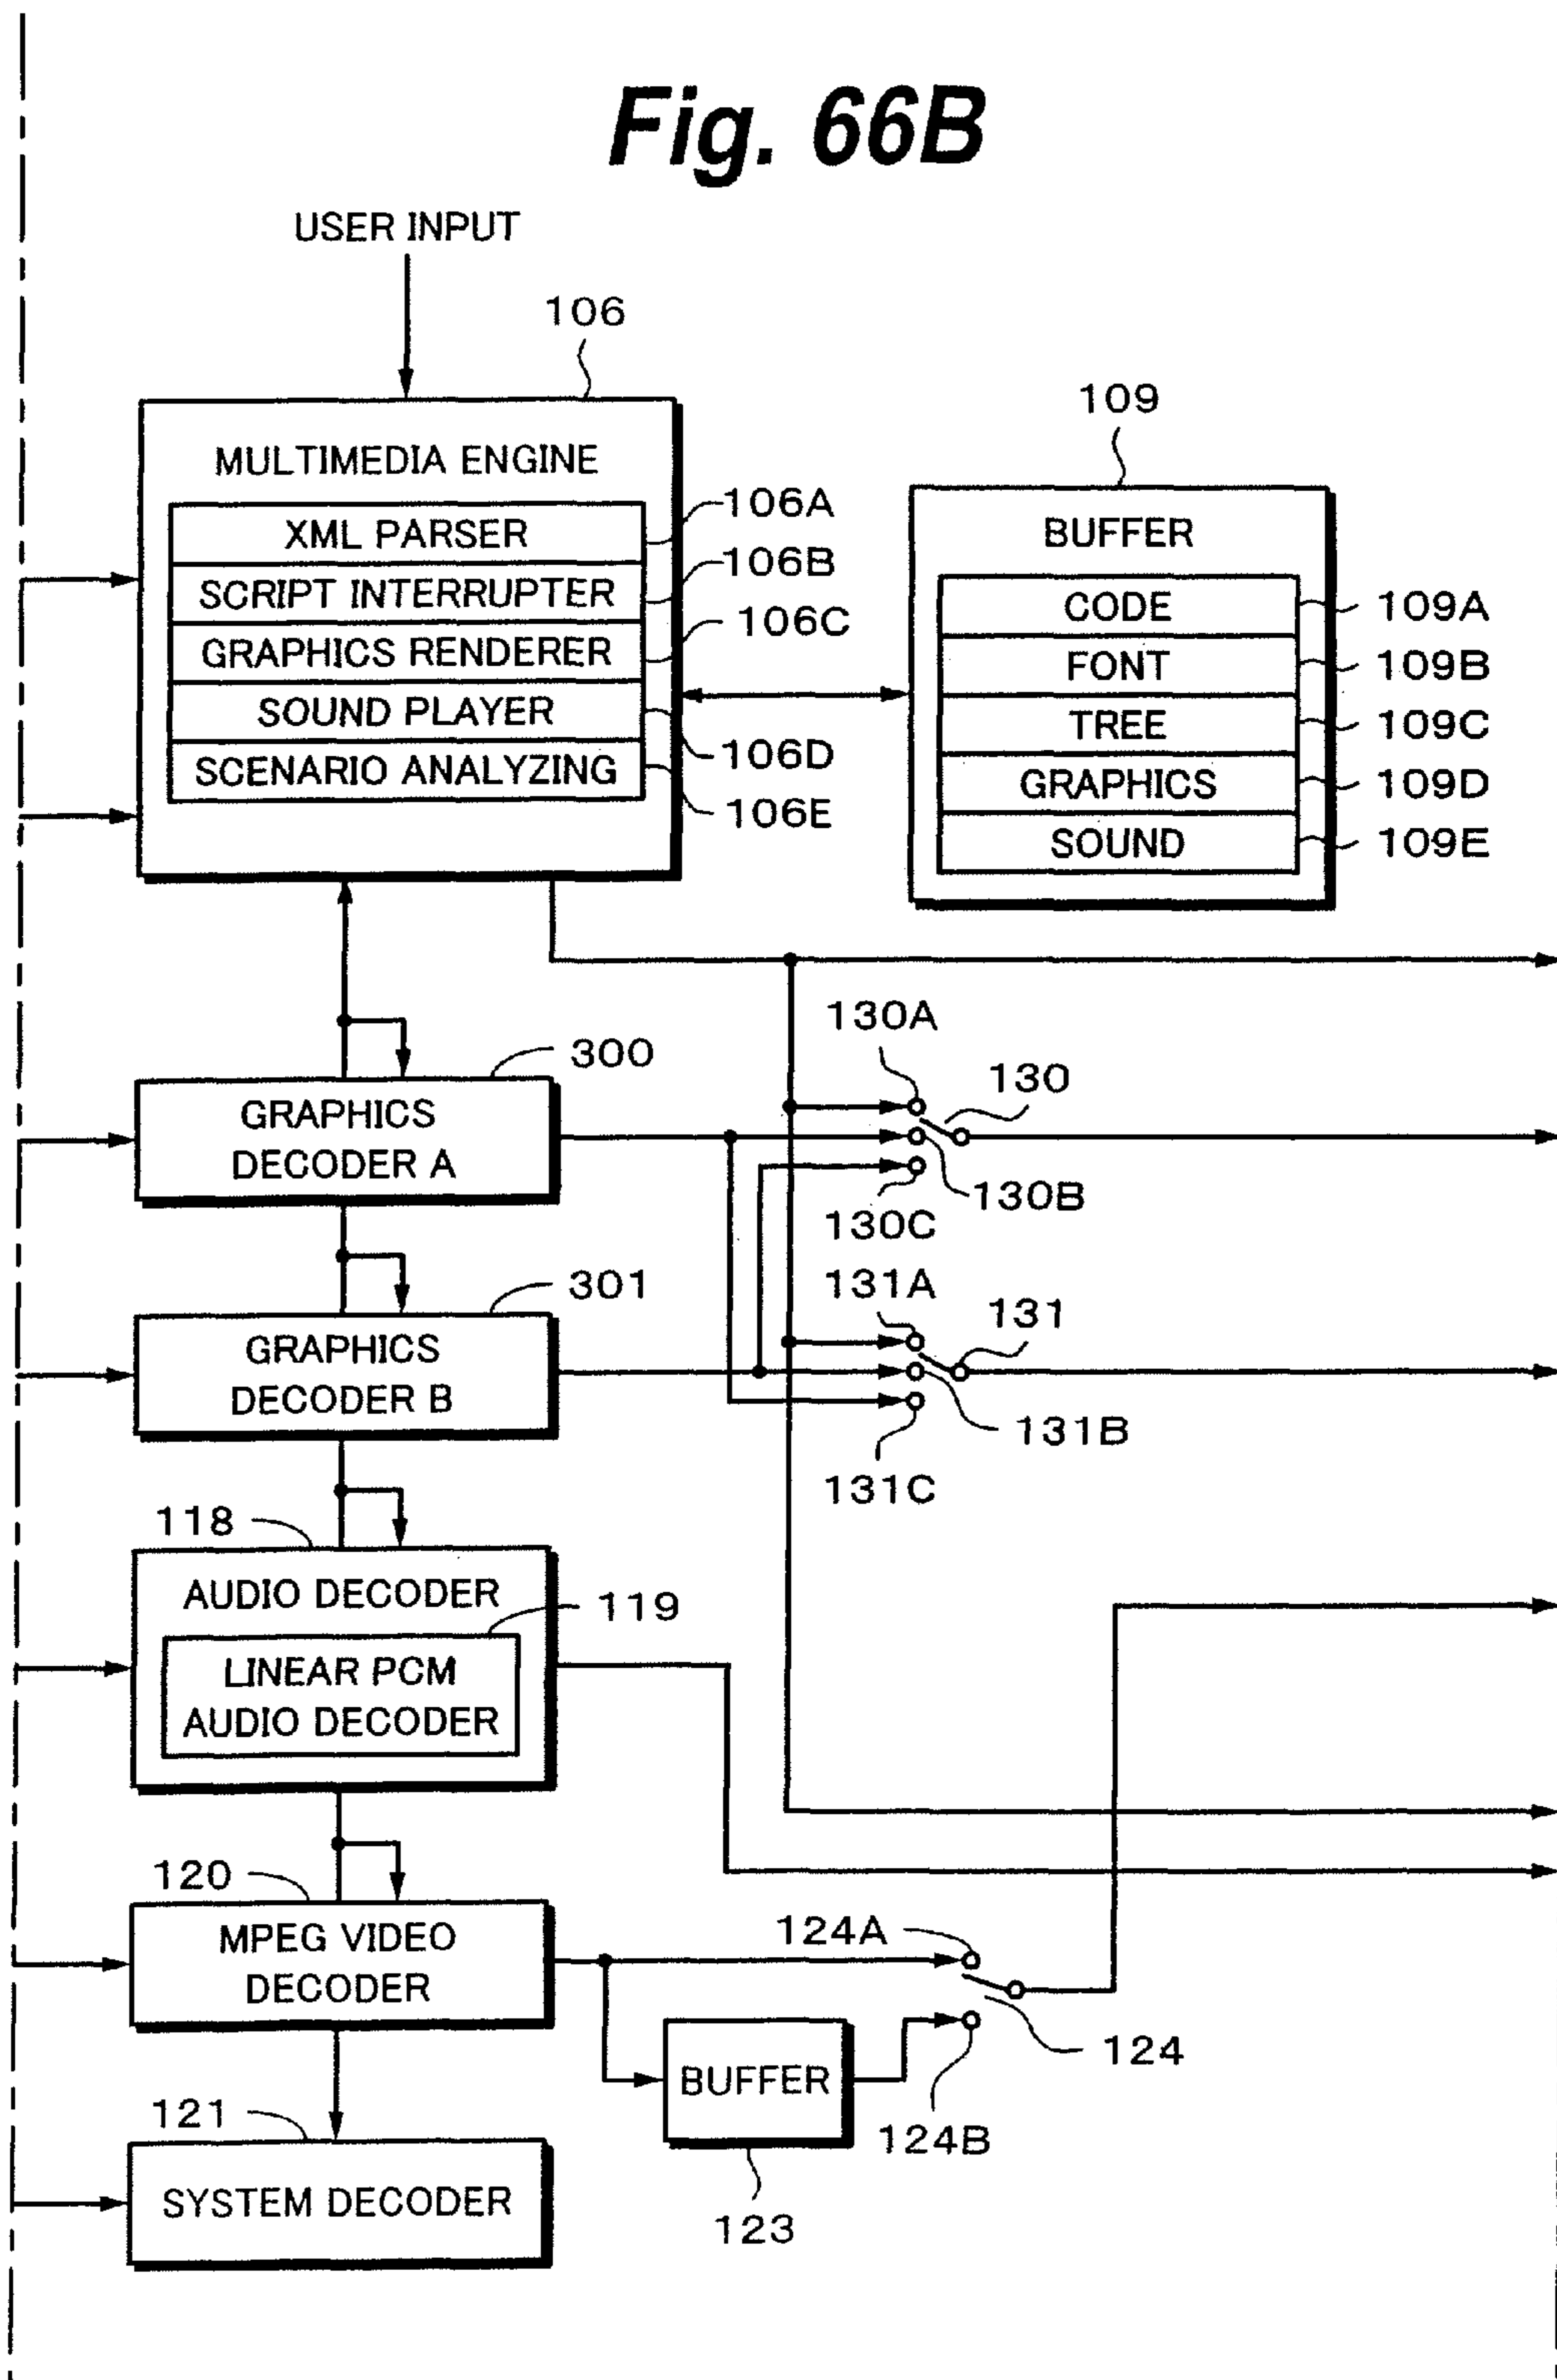 Fig. 66B
USER INPUT
106
MULTIMEDIA ENGINE
XML PARSER
106A
SCRIPT INTERRUPTER
106B
GRAPHICS RENDERER
106C
SOUND PLAYER
106D
SCENARIO ANALYZING
106E
109
BUFFER
CODE
109A
FONT
109B
TREE
109C
GRAPHICS
109D
SOUND
109E
300
GRAPHICS
DECODER A
130A
130
130B
130C
301
GRAPHICS
DECODER B
131A
131
131B
131C
118
AUDIO DECODER
119
LINEAR PCM
AUDIO DECODER
120
MPEG VIDEO
DECODER
124A
124
124B
BUFFER
123
121
SYSTEM DECODER